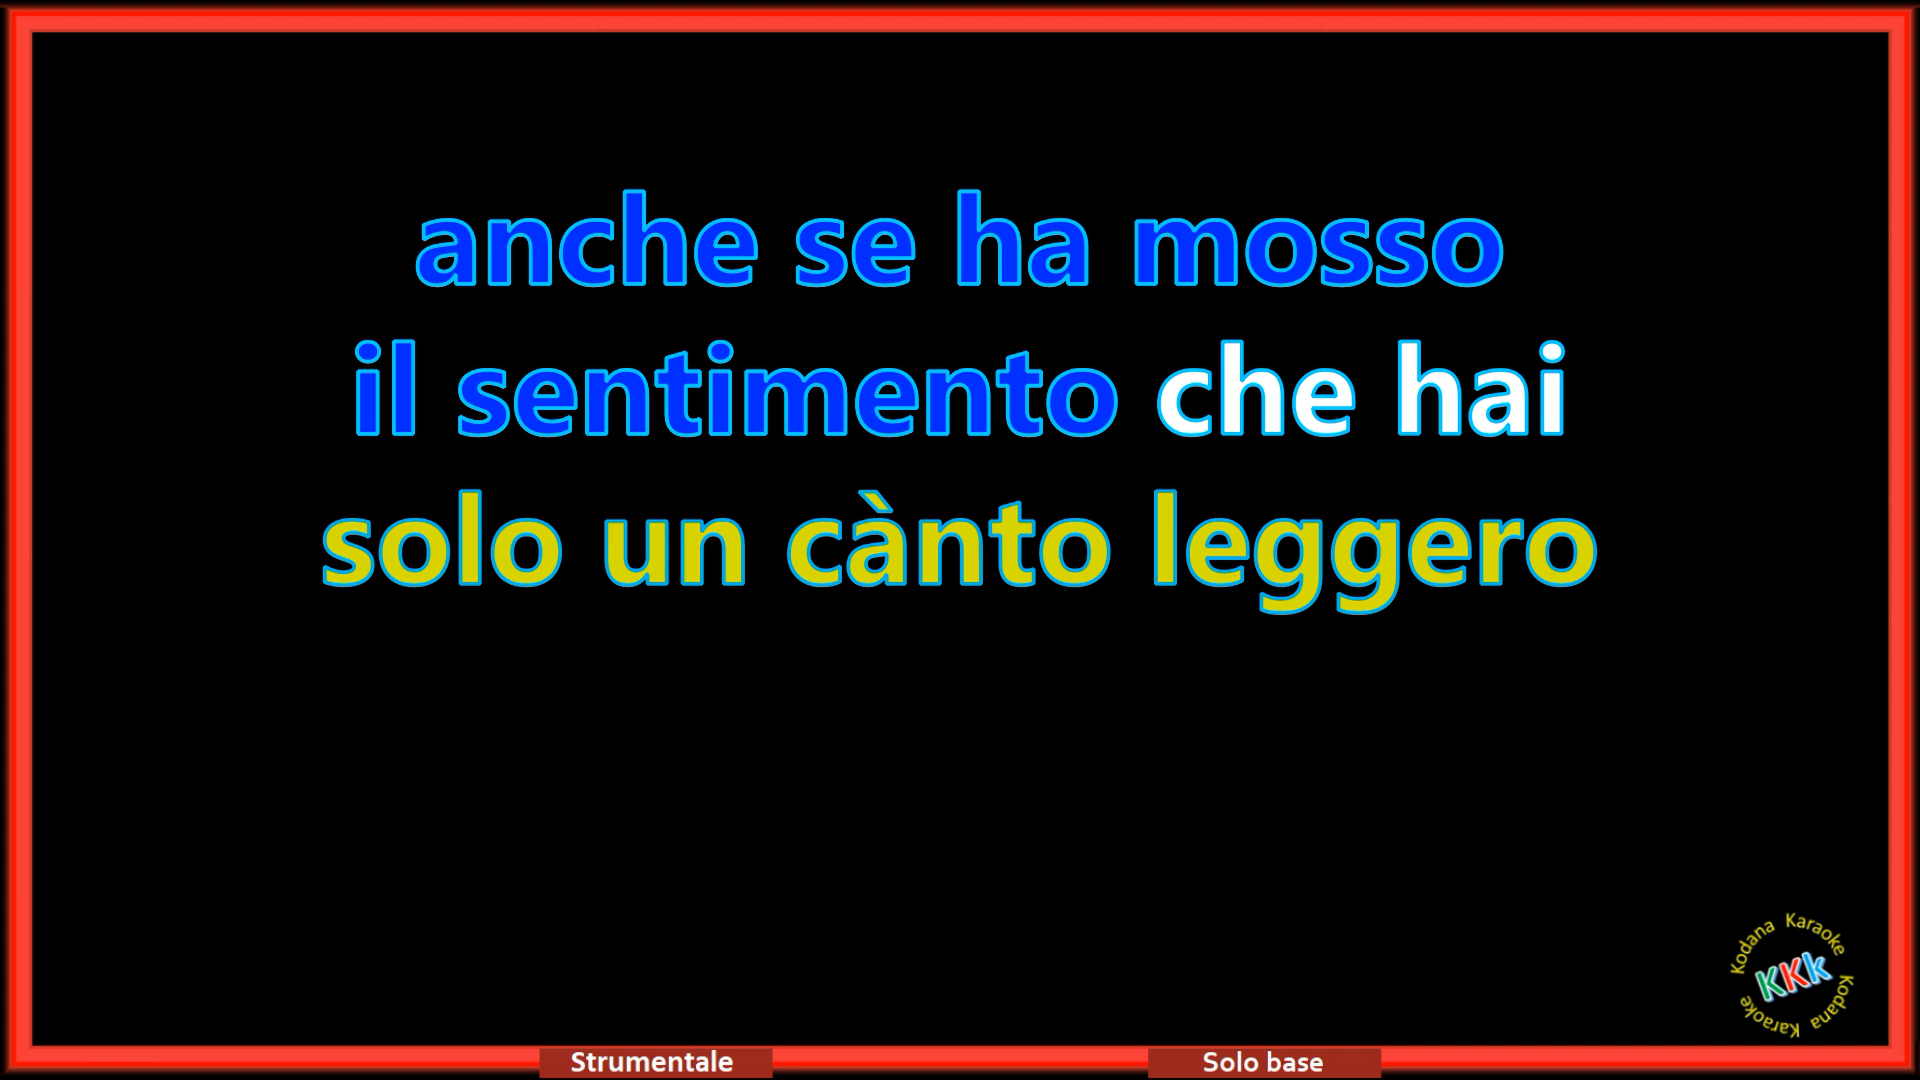 anche se ha mosso
il sentimento che hai
solo un cànto leggero
Kodana Karaoke Kodana Karaoke
KKk
Strumentale
Solo base